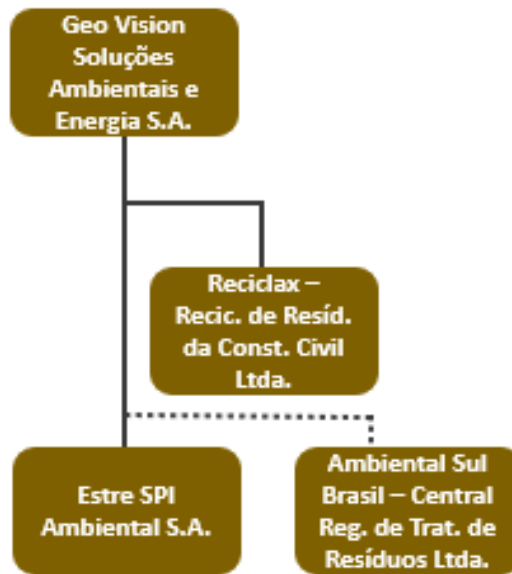 Geo Vision
Soluções
Ambientais e
Energia S.A.
Reciclax –
Recic. de Resíd.
da Const. Civil
Ltda.
Estre SPI
Ambiental S.A.
Ambiental Sul
Brasil – Central
Reg. de Trat. de
Resíduos Ltda.